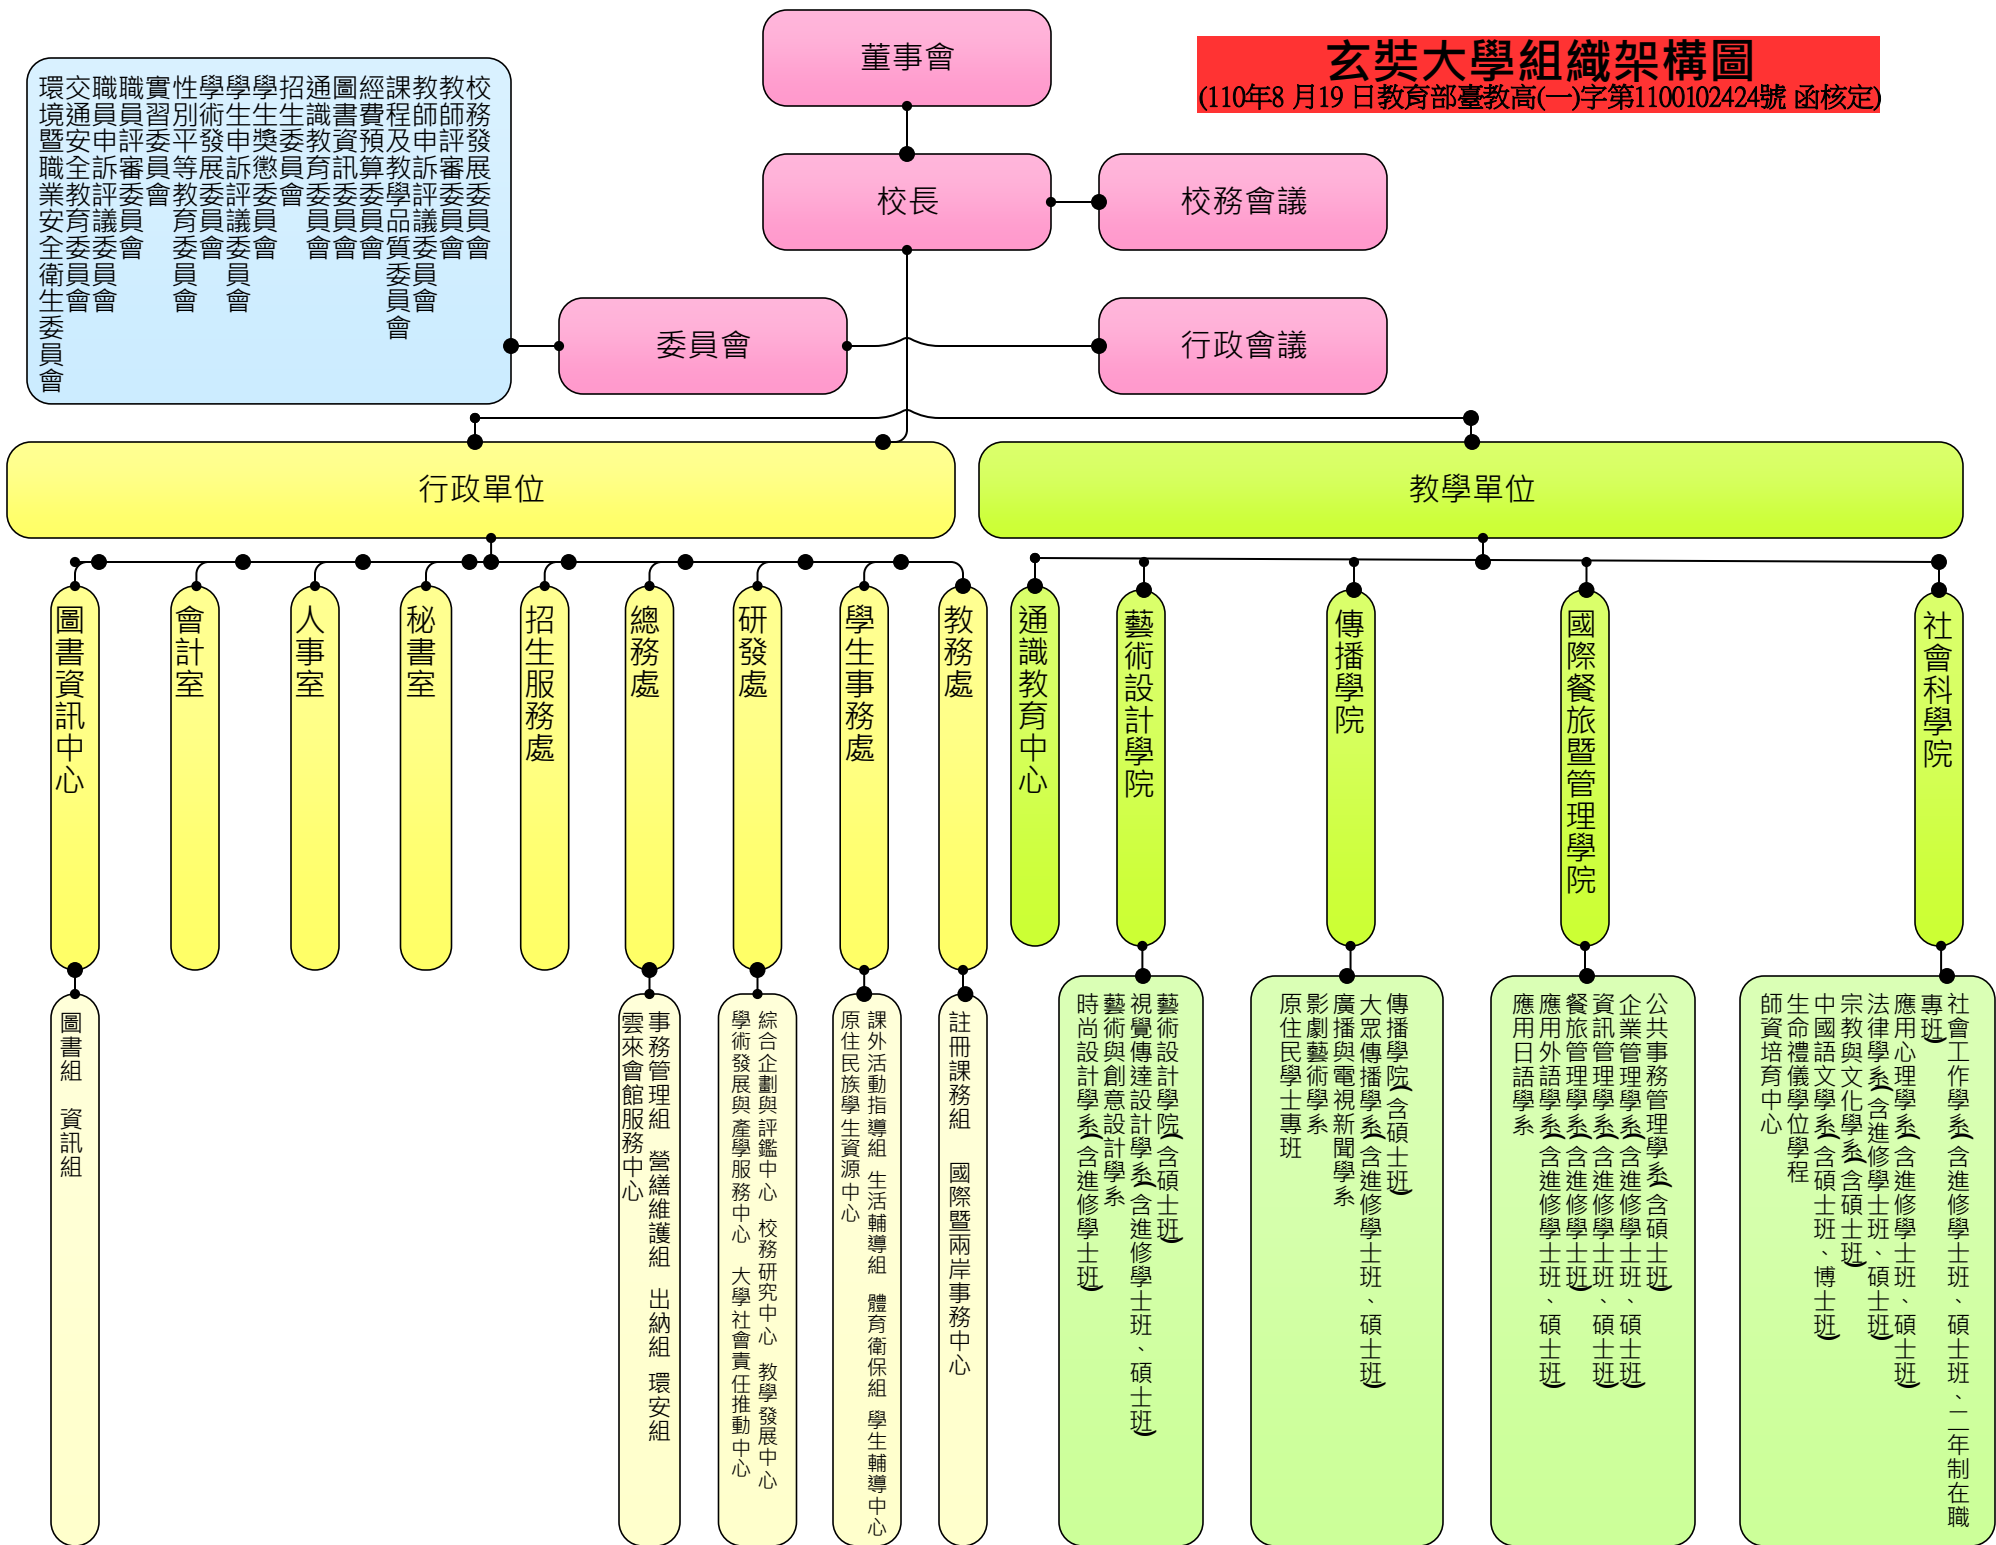 董事會
玄奘大學組織架構圖
(110年8 月19 日教育部臺教高(一)字第1100102424號 函核定)
校長
校務會議
委員會
行政會議
校務發展委員會
教師評審委員會
教師申訴評議委員會
課程及教學品質委員會
經費預算委員會
圖書資訊委員會
通識教育委員會
招生委員會
學生獎懲委員會
學生申訴評議委員會
學術發展委員會
性別平等教育委員會
實習委員會
職員評審委員會
職員申訴評議委員會
交通安全教育委員會
環境暨職業安全衛生委員會
行政單位
教學單位
圖書資訊中心
會計室
人事室
秘書室
招生服務處
總務處
研發處
學生事務處
教務處
通識教育中心
藝術設計學院
傳播學院
國際餐旅暨管理學院
社會科學院
圖書組 資訊組
事務管理組 營繕維護組 出納組 環安組
雲來會館服務中心
綜合企劃與評鑑中心 校務研究中心 教學發展中心
學術發展與產學服務中心 大學社會責任推動中心
課外活動指導組 生活輔導組 體育衛保組 學生輔導中心
原住民族學生資源中心
註冊課務組 國際暨兩岸事務中心
藝術設計學院(含碩士班)
視覺傳達設計學系(含進修學士班、碩士班)
藝術與創意設計學系
時尚設計學系(含進修學士班)
傳播學院(含碩士班)
大眾傳播學系(含進修學士班、碩士班)
廣播與電視新聞學系
影劇藝術學系
原住民學士專班
公共事務管理學系(含碩士班)
企業管理學系(含進修學士班、碩士班)
資訊管理學系(含進修學士班、碩士班)
餐旅管理學系(含進修學士班)
應用外語學系(含進修學士班、碩士班)
應用日語學系
社會工作學系(含進修學士班、碩士班、二年制在職
專班)
應用心理學系(含進修學士班、碩士班)
法律學系(含進修學士班、碩士班)
宗教與文化學系(含碩士班)
中國語文學系(含碩士班、博士班)
生命禮儀學位學程
師資培育中心